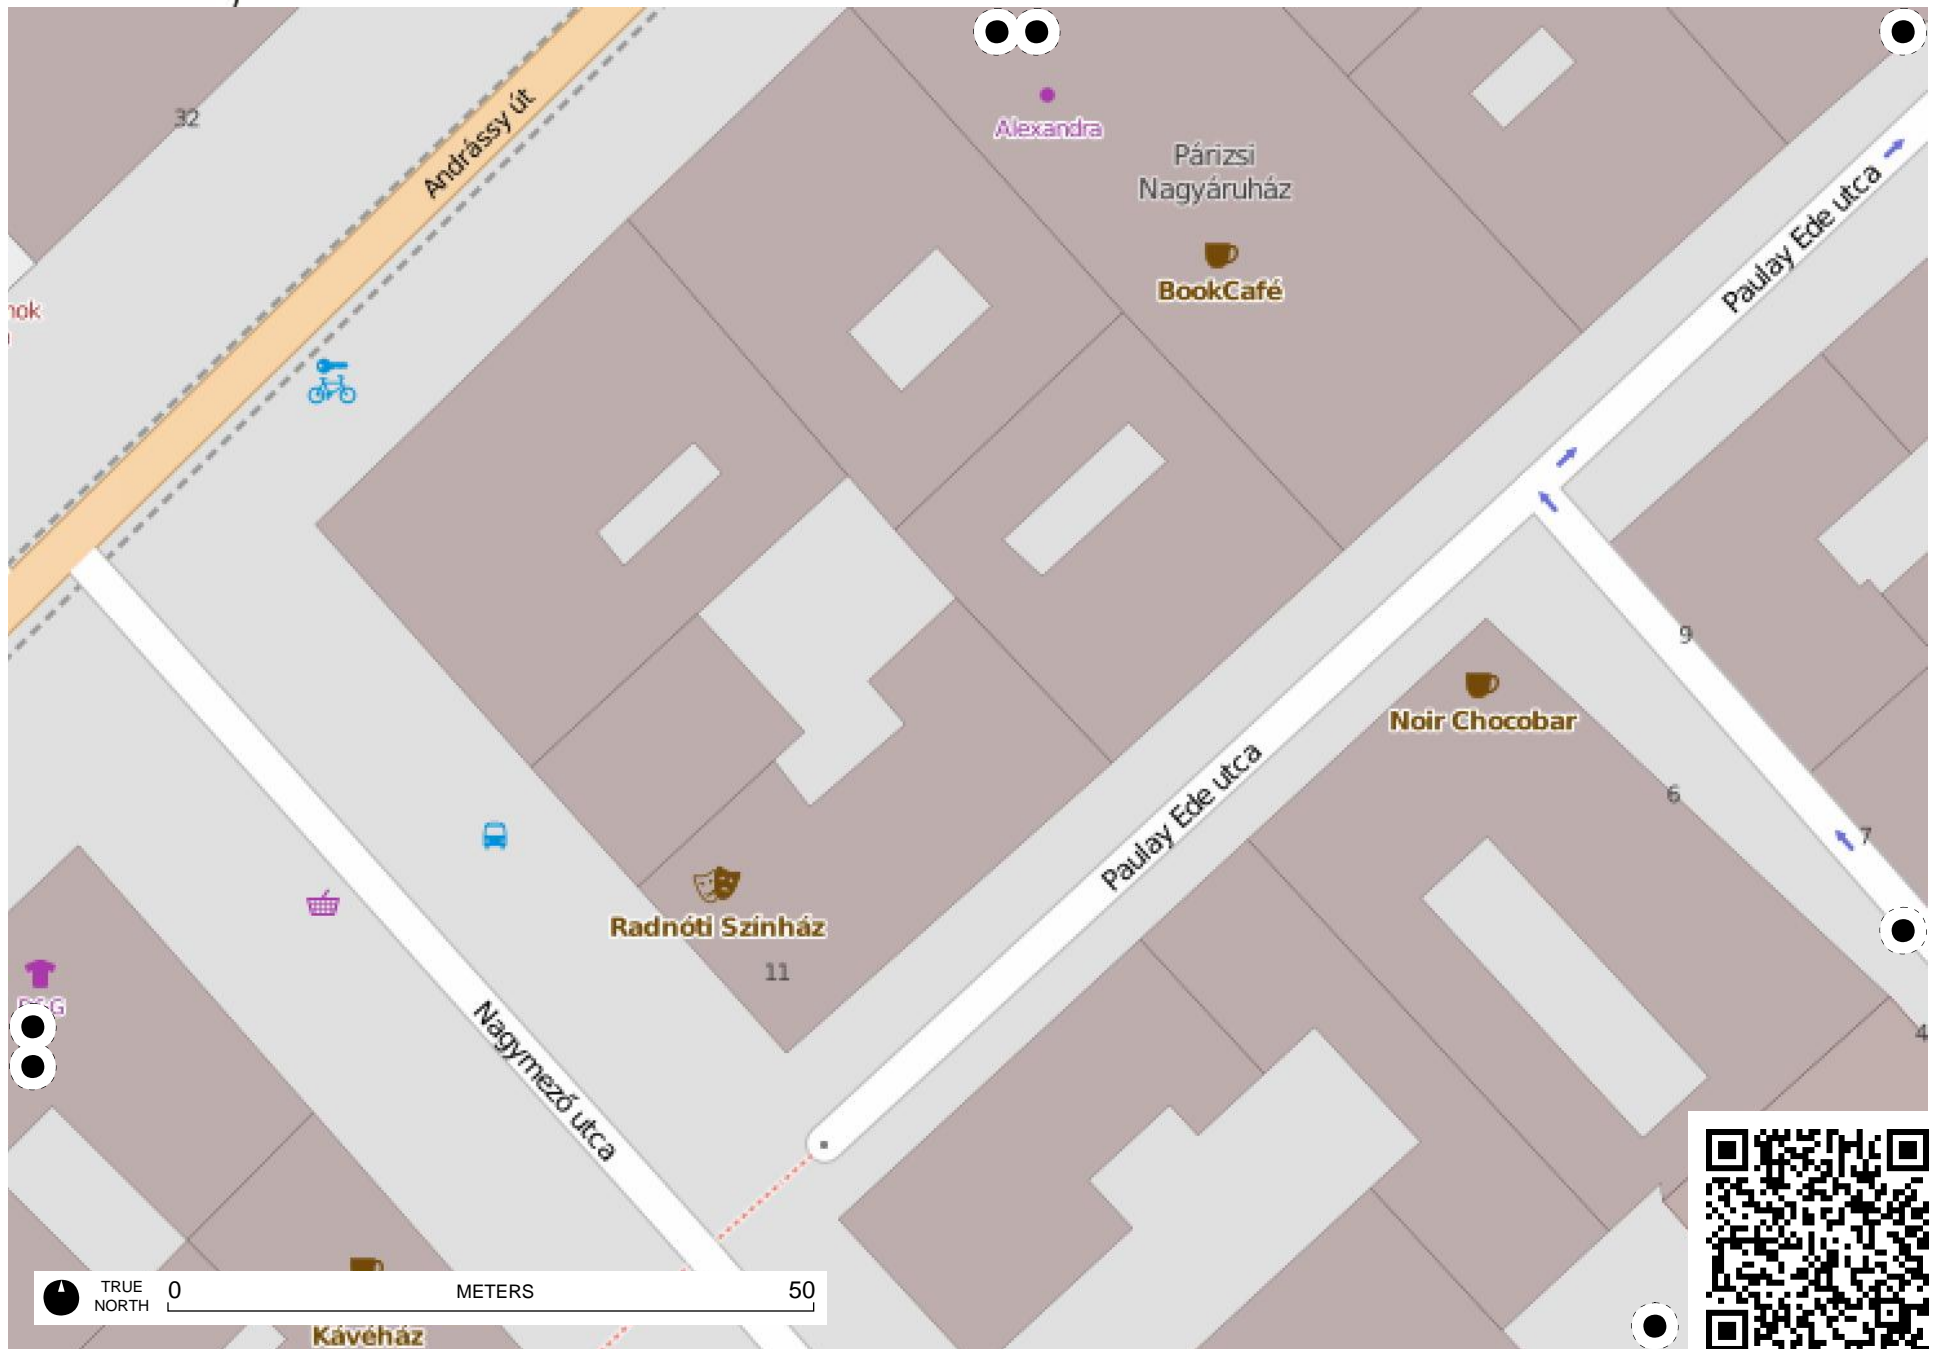 32
Andrássy út
Alexandra
Párizsi
Nagyáruház
BookCafé
Paulay Ede utca
nok
9
Noir Chocobar
6
7
Paulay Ede utca
Radnóti Színház
11
4
Nagymező utca
TRUE
NORTH
0
METERS
50
Kávéház